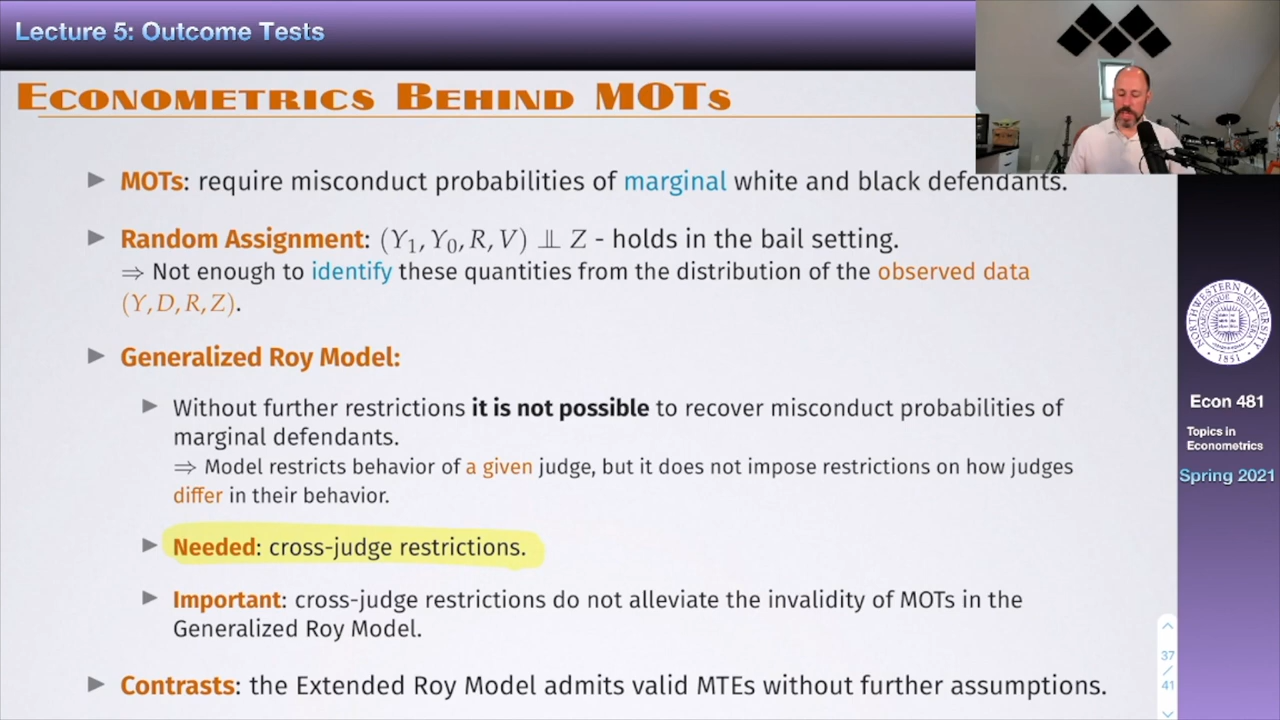 Lecture 5: Outcome Tests
ECONOMETRICS BEHIND MOTS
MOTs: require misconduct probabilities of marginal white and black defendants.
Random Assignment: (Y₁, Y₀, R, V) ⫫ Z - holds in the bail setting.
⇒ Not enough to identify these quantities from the distribution of the observed data
(Y, D, R, Z).
Generalized Roy Model:
Without further restrictions it is not possible to recover misconduct probabilities of
marginal defendants.
⇒ Model restricts behavior of a given judge, but it does not impose restrictions on how judges
differ in their behavior.
Needed: cross-judge restrictions.
Important: cross-judge restrictions do not alleviate the invalidity of MOTs in the
Generalized Roy Model.
Contrasts: the Extended Roy Model admits valid MTEs without further assumptions.
NORTHWESTERN UNIVERSITY
1851
Econ 481
Topics in
Econometrics
Spring 2021
37
/
41